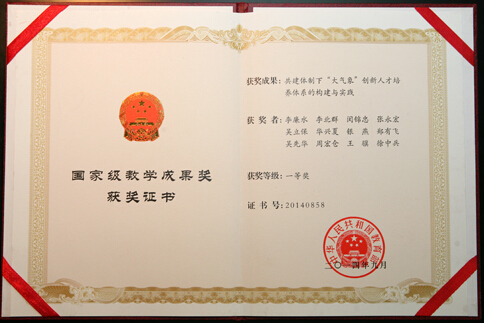 国家级教学成果奖
获奖证书
获奖成果：共建体制下“大气象”创新人才培
养体系的构建与实践
获奖者：李廉水 李北群 闵锦忠 张永宏
吴立保 华兴夏 张燕 郁有飞
吴先华 周宏仓 王骥 徐中兵
获奖等级：一等奖
证书号：20140858
中华人民共和国教育部
二〇一四年九月